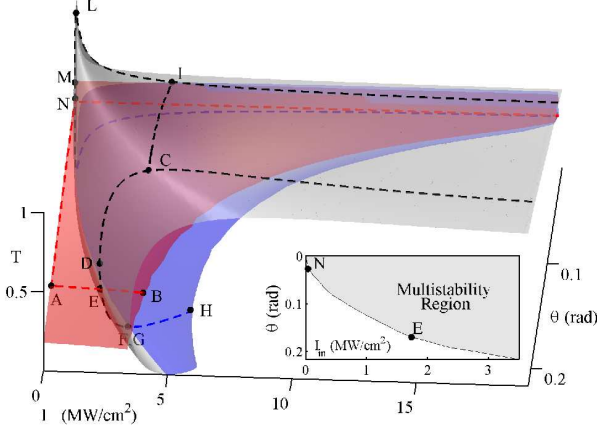 L
M
I
N
C
1
T
D
0.5
A
E
B
F
G
H
0
5
10
15
I (MW/cm²)
0.1
θ (rad)
0.2
0
0.1
0.2
θ (rad)
N
Multistability
Region
E
I_in (MW/cm²)
0
1
2
3